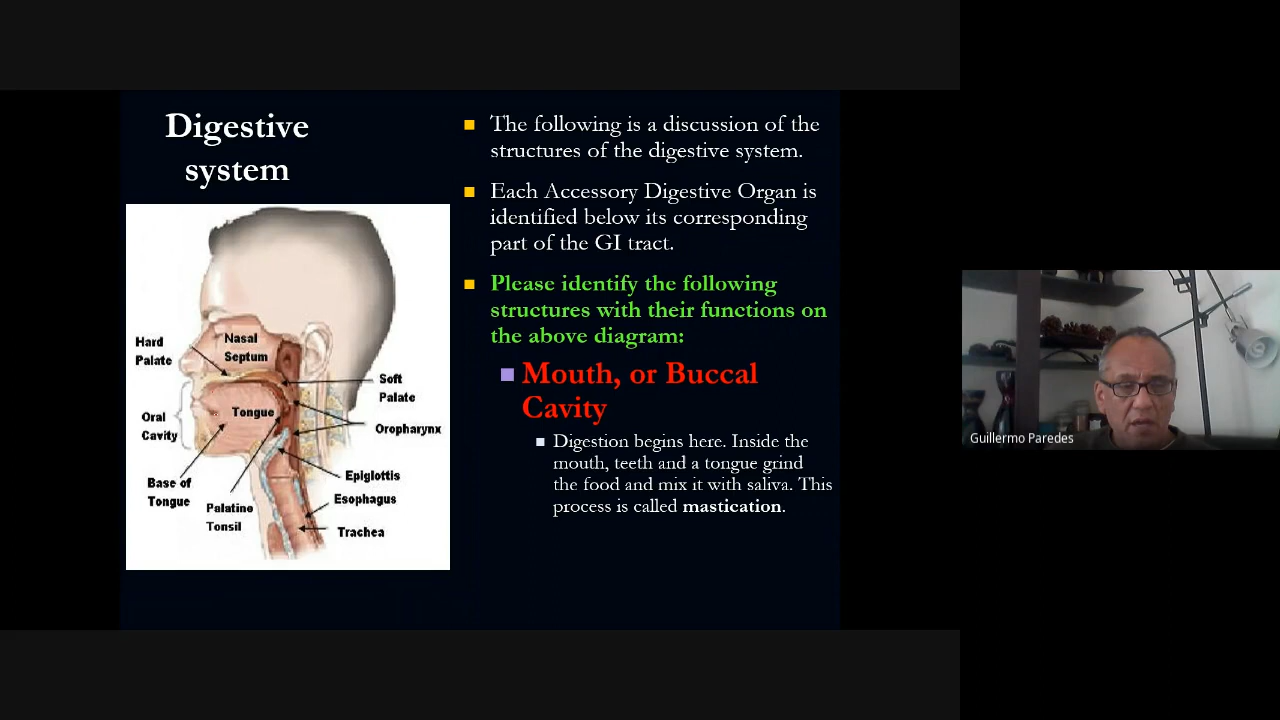 Digestive
system
The following is a discussion of the
structures of the digestive system.
Each Accessory Digestive Organ is
identified below its corresponding
part of the GI tract.
Please identify the following
structures with their functions on
the above diagram:
Mouth, or Buccal
Cavity
Digestion begins here. Inside the
mouth, teeth and a tongue grind
the food and mix it with saliva. This
process is called mastication.
Hard
Palate
Nasal
Septum
Soft
Palate
Oral
Cavity
Tongue
Oropharynx
Base of
Tongue
Palatine
Tonsil
Epiglottis
Esophagus
Trachea
Guillermo Paredes